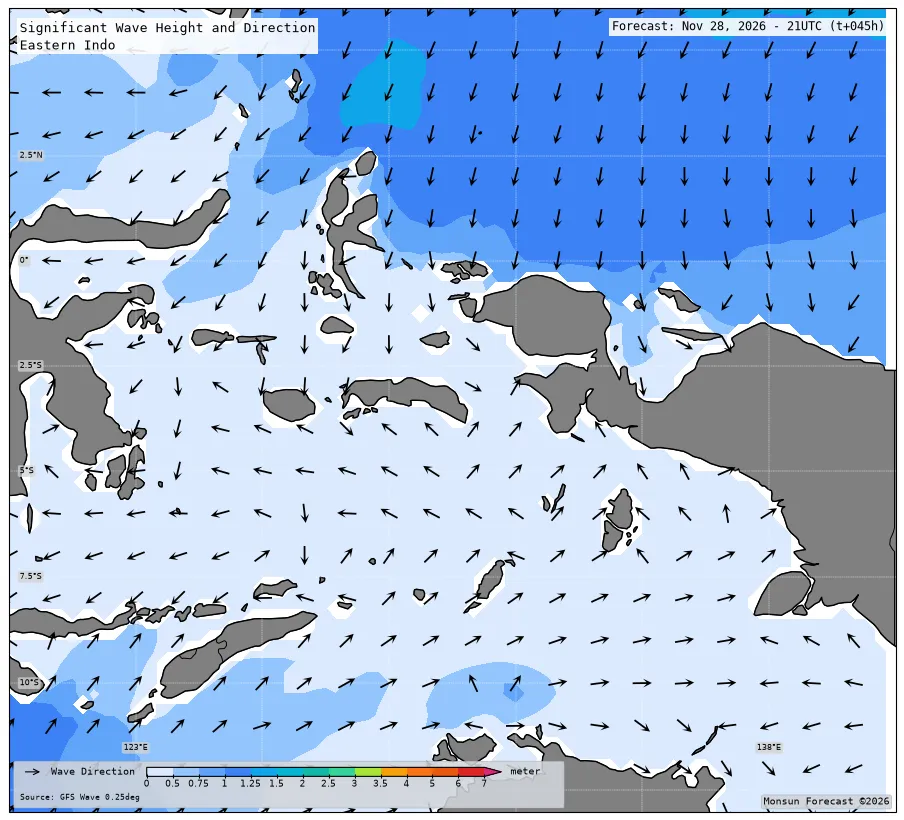 Significant Wave Height and Direction
Eastern Indo
Forecast: Nov 28, 2026 - 21UTC (t+045h)
2.5°N
0°
2.5°S
5°S
7.5°S
10°S
123°E
138°E
Wave Direction
meter
0 0.5 0.75 1 1.25 1.5 2 2.5 3 3.5 4 5 6 7
Source: GFS Wave 0.25deg
Monsun Forecast ©2026